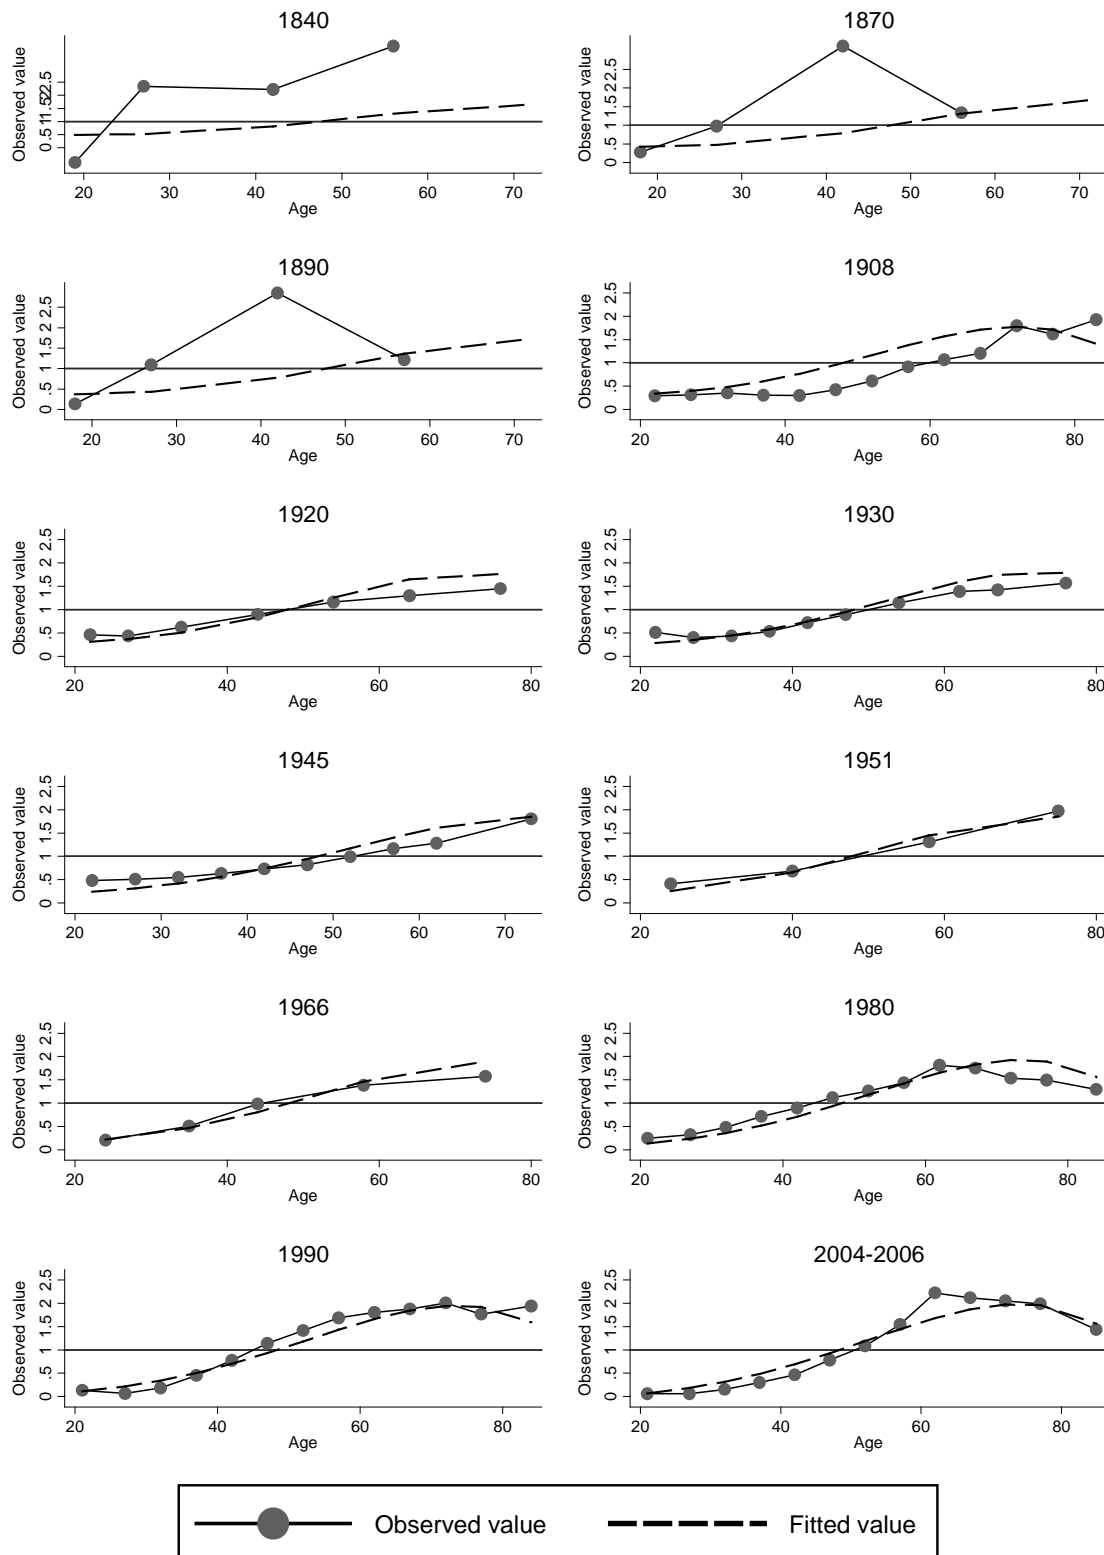 1840
Observed value
0 .5 1 1.5 2 2.5
20 30 40 50 60 70
Age
1870
Observed value
0 .5 1 1.5 2 2.5
20 30 40 50 60 70
Age
1890
Observed value
0 .5 1 1.5 2 2.5
20 30 40 50 60 70
Age
1908
Observed value
0 .5 1 1.5 2 2.5
20 40 60 80
Age
1920
Observed value
0 .5 1 1.5 2 2.5
20 40 60 80
Age
1930
Observed value
0 .5 1 1.5 2 2.5
20 40 60 80
Age
1945
Observed value
0 .5 1 1.5 2 2.5
20 30 40 50 60 70
Age
1951
Observed value
0 .5 1 1.5 2 2.5
20 40 60 80
Age
1966
Observed value
0 .5 1 1.5 2 2.5
20 40 60 80
Age
1980
Observed value
0 .5 1 1.5 2 2.5
20 40 60 80
Age
1990
Observed value
0 .5 1 1.5 2 2.5
20 40 60 80
Age
2004-2006
Observed value
0 .5 1 1.5 2 2.5
20 40 60 80
Age
Observed value
Fitted value